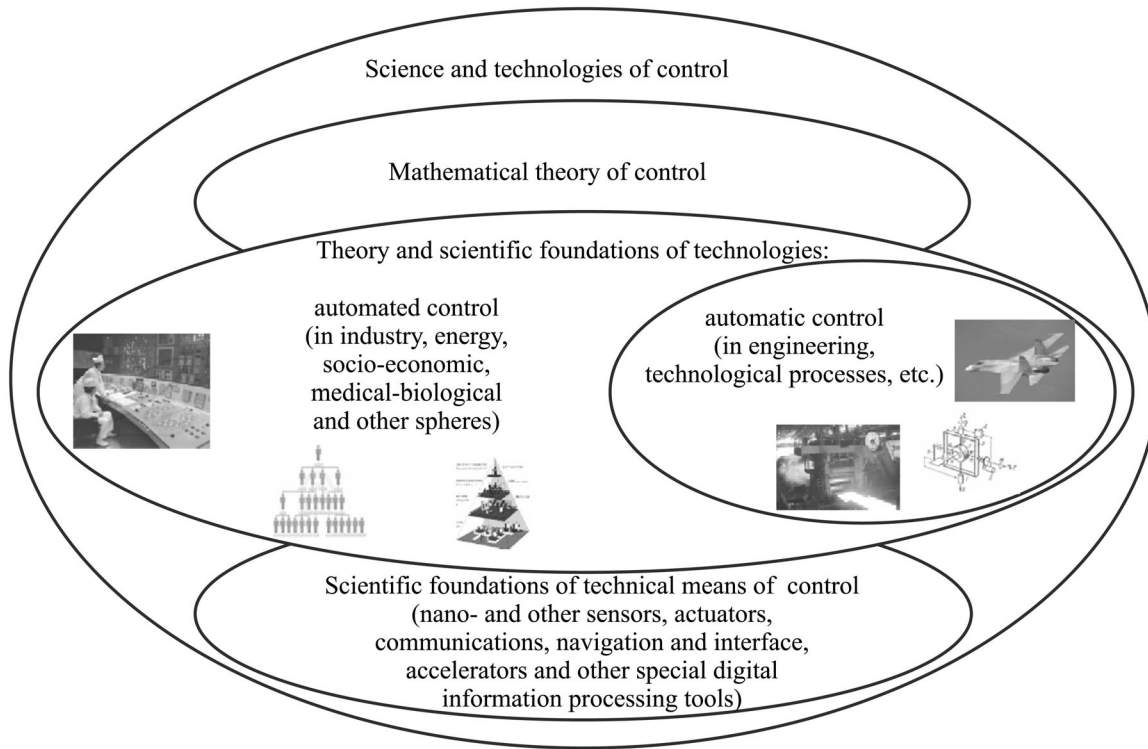 Science and technologies of control
Mathematical theory of control
Theory and scientific foundations of technologies:
automated control
(in industry, energy,
socio-economic,
medical-biological
and other spheres)
automatic control
(in engineering,
technological processes, etc.)
Scientific foundations of technical means of control
(nano- and other sensors, actuators,
communications, navigation and interface,
accelerators and other special digital
information processing tools)